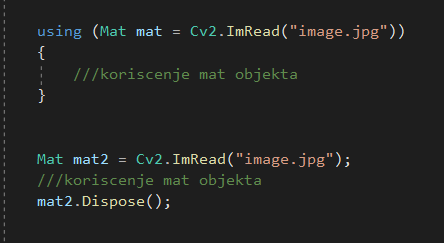 using (Mat mat = Cv2.ImRead("image.jpg"))
{
///koriscenje mat objekta
}
Mat mat2 = Cv2.ImRead("image.jpg");
///koriscenje mat objekta
mat2.Dispose();